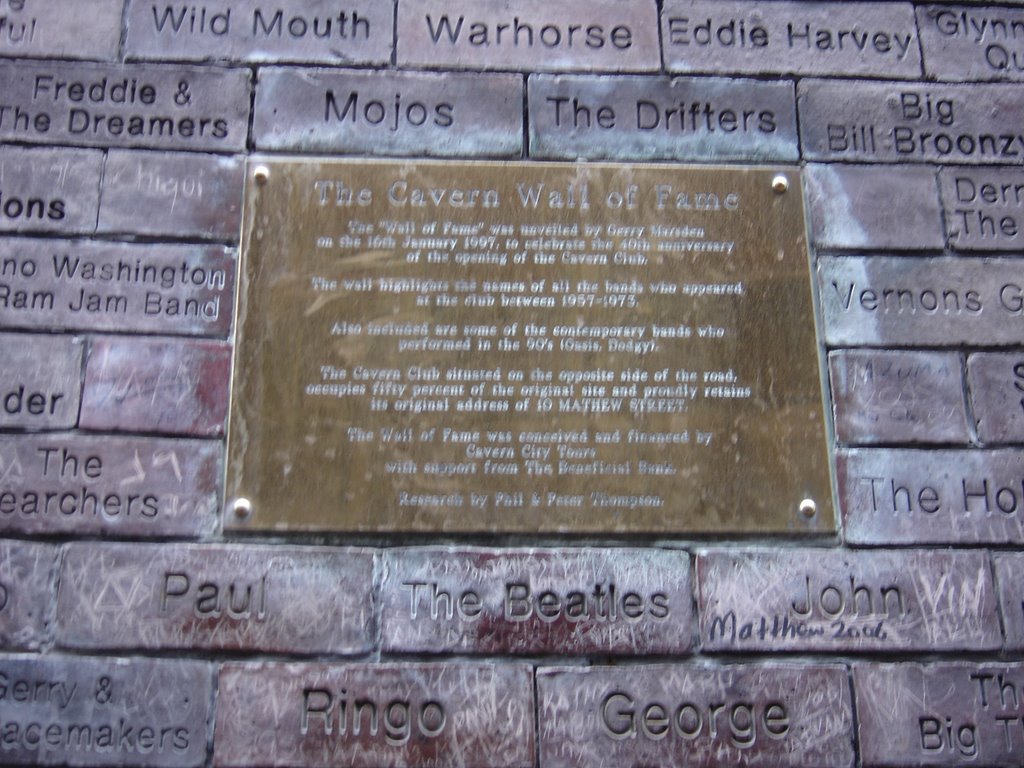 ful
Wild Mouth
Warhorse
Eddie Harvey
Glynn
Qu
Freddie &
The Dreamers
Mojos
The Drifters
Big
Bill Broonzy
ions
Derr
The
no Washington
Ram Jam Band
Vernons G
der
The
earchers
The Hol
The Cavern Wall of Fame
The "Wall of Fame" was unveiled by Gerry Marsden
on the 16th January 1997, to celebrate the 40th anniversary
of the opening of the Cavern Club.
The wall highlights the names of all the bands who appeared
at the club between 1957-1973.
Also included are some of the contemporary bands who
performed in the 90's (Oasis, Dodgy).
The Cavern Club situated on the opposite side of the road,
occupies fifty percent of the original site and proudly retains
its original address of 10 MATHEW STREET.
The Wall of Fame was conceived and financed by
Cavern City Tours
with support from The Beneficial Bank.
Research by Phil & Peter Thompson.
Paul
The Beatles
John
Matthew 2006
Gerry &
acemakers
Ringo
George
Th
Big T